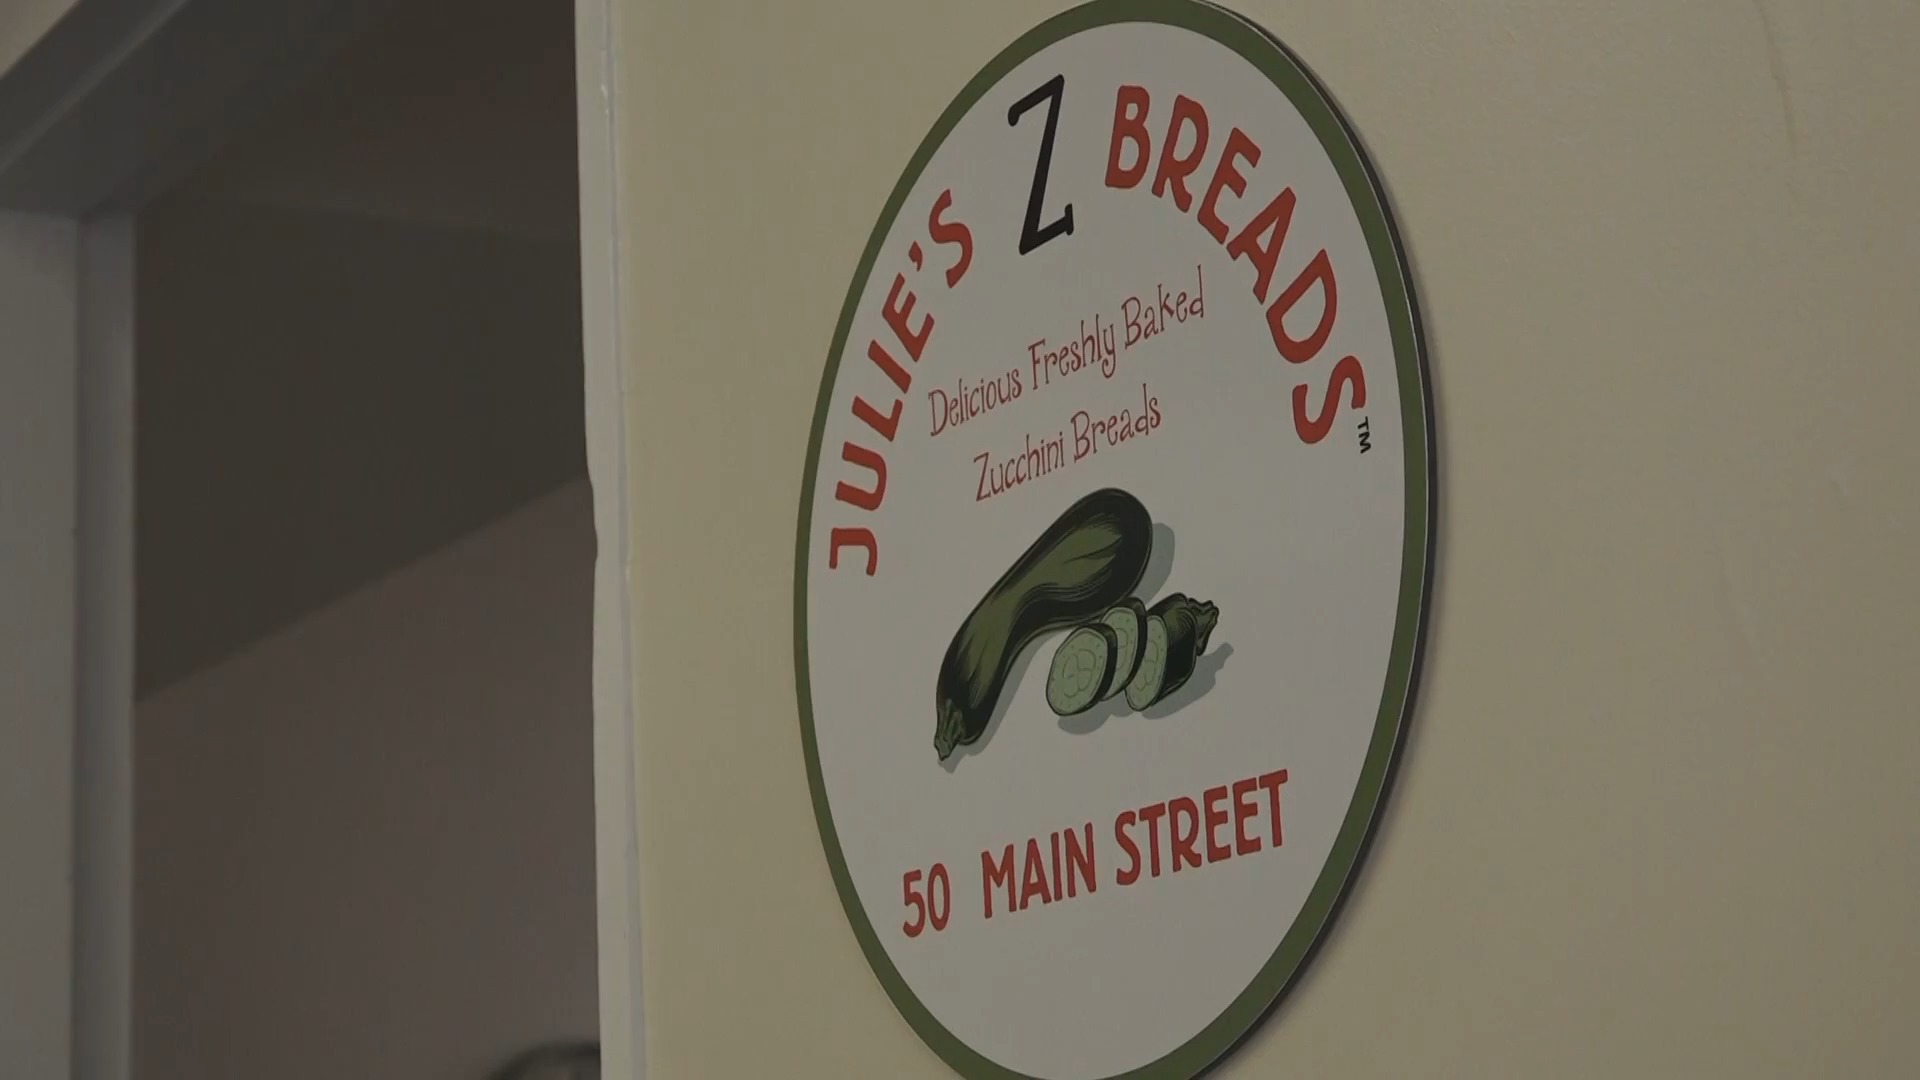 JULIE'S Z BREADS™
Delicious Freshly Baked
Zucchini Breads
50 MAIN STREET